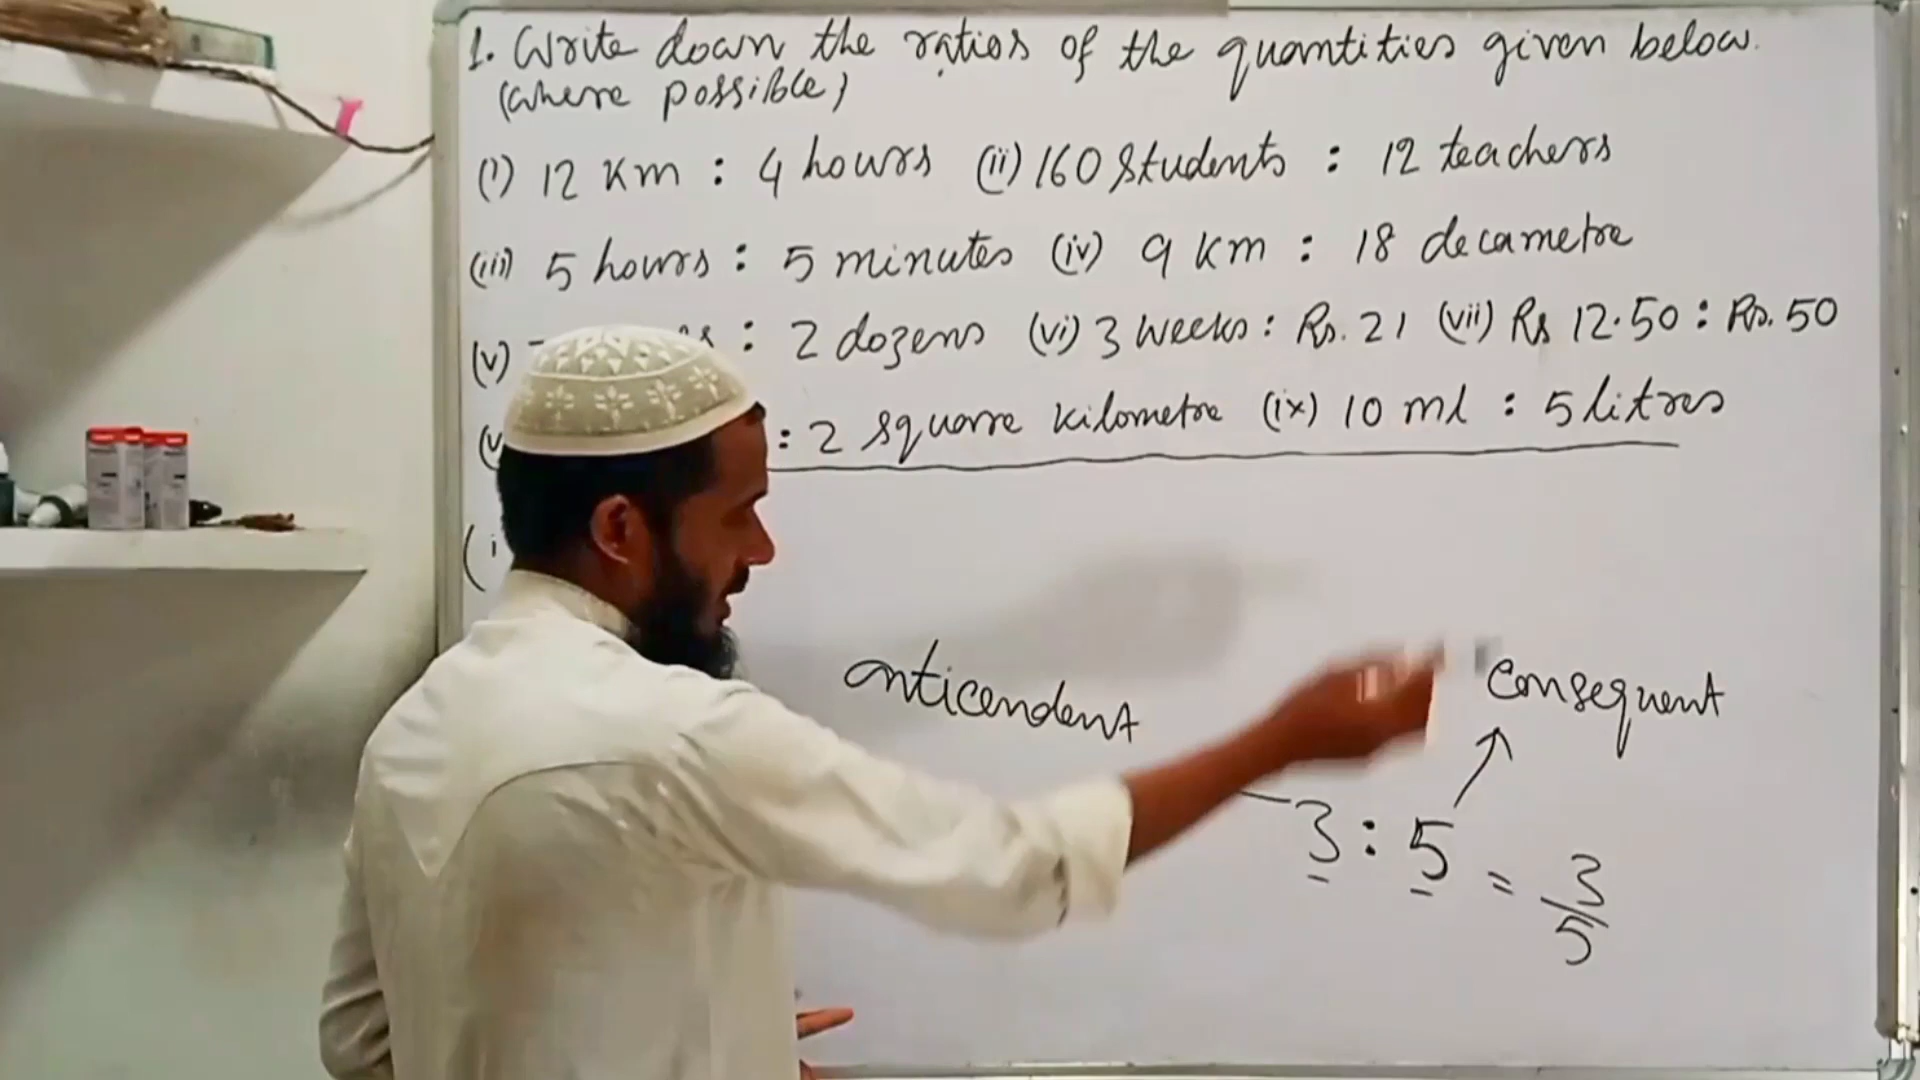 1. Write down the ratios of the quantities given below.
(where possible)
(i) 12 Km : 4 hours (ii) 160 Students : 12 teachers
(iii) 5 hours : 5 minutes (iv) 9 Km : 18 decametre
(v) : 2 dozens (vi) 3 weeks : Rs. 21 (vii) Rs 12.50 : Rs. 50
: 2 square kilometre (ix) 10 ml : 5 litres
(i
anticendent consequent
3 : 5 = 3/5